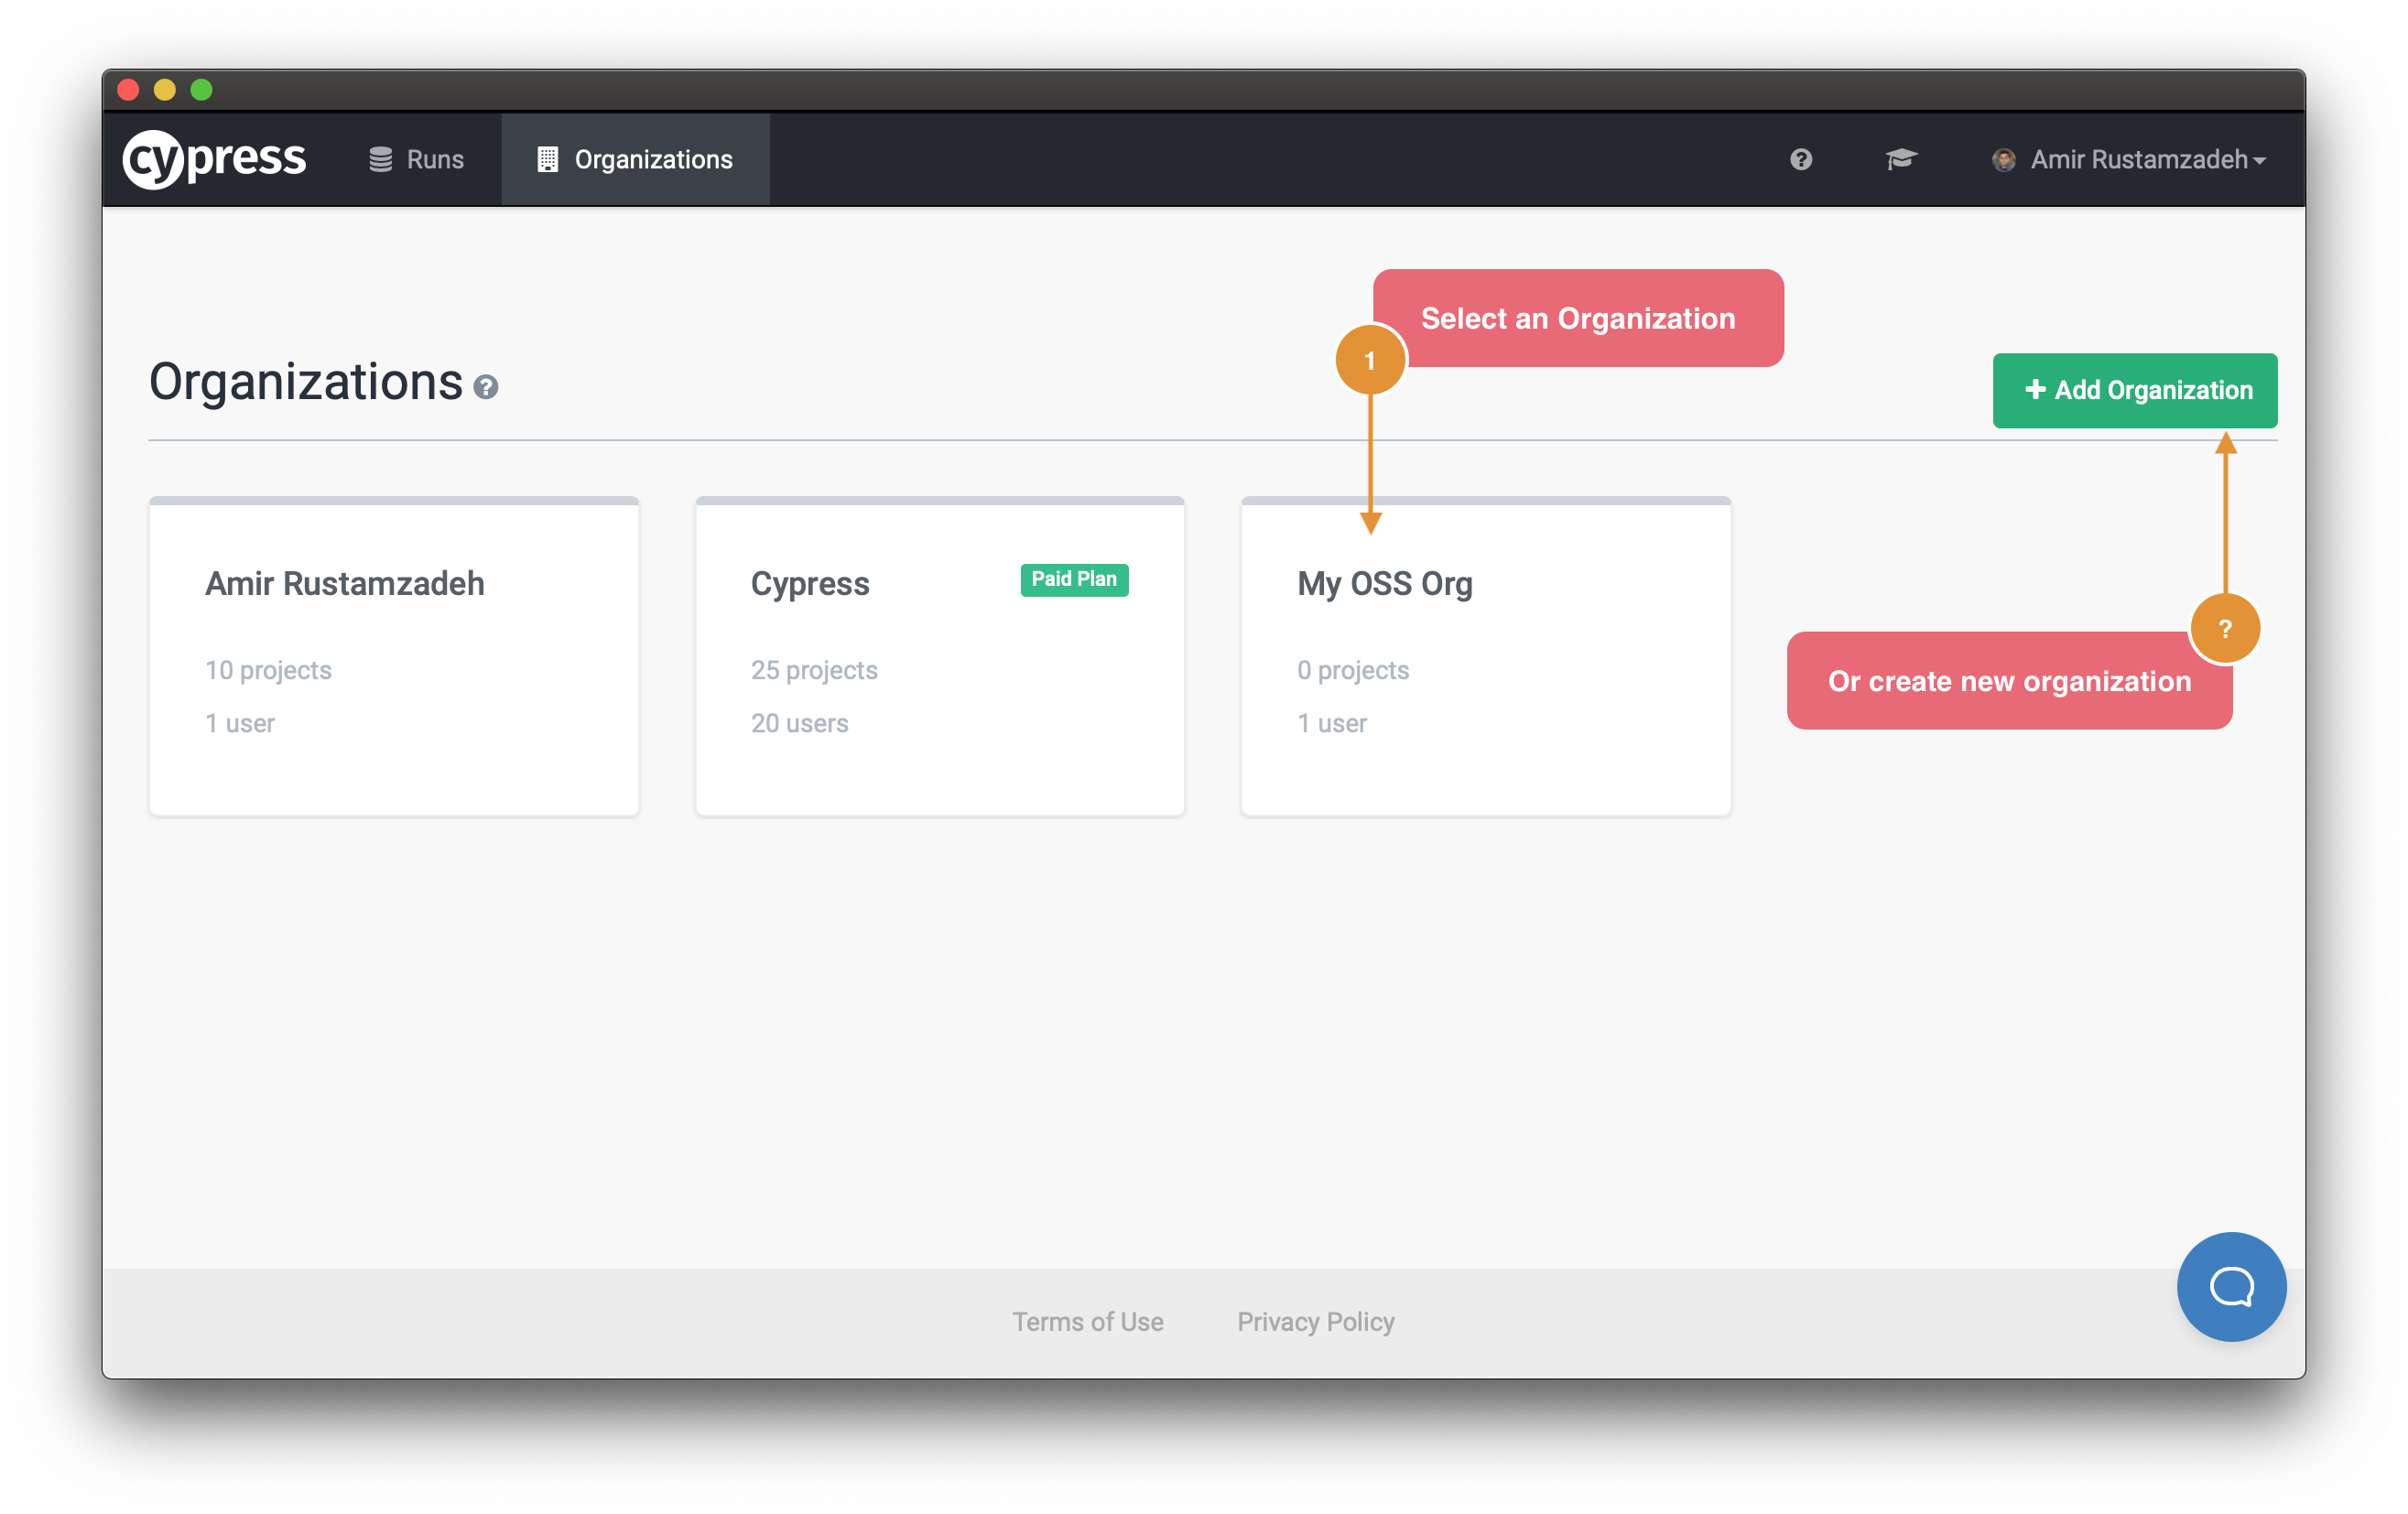 cypress
Runs
Organizations
?
Amir Rustamzadeh
Select an Organization
1
Organizations ?
+ Add Organization
Amir Rustamzadeh
10 projects
1 user
Cypress
Paid Plan
25 projects
20 users
My OSS Org
0 projects
1 user
?
Or create new organization
Terms of Use
Privacy Policy